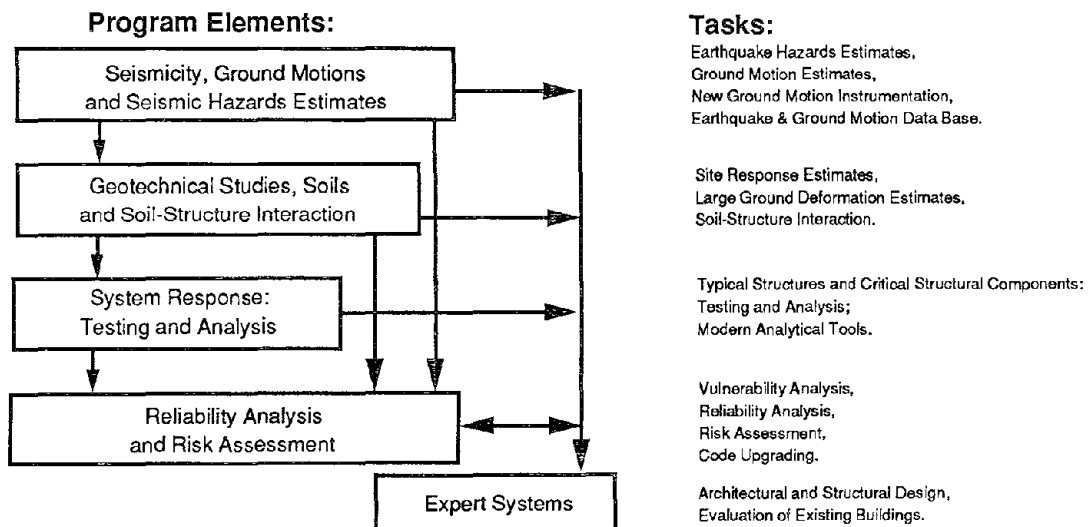 Program Elements:
Seismicity, Ground Motions
and Seismic Hazards Estimates
Geotechnical Studies, Soils
and Soil-Structure Interaction
System Response:
Testing and Analysis
Reliability Analysis
and Risk Assessment
Expert Systems
Tasks:
Earthquake Hazards Estimates,
Ground Motion Estimates,
New Ground Motion Instrumentation,
Earthquake & Ground Motion Data Base.
Site Response Estimates,
Large Ground Deformation Estimates,
Soil-Structure Interaction.
Typical Structures and Critical Structural Components:
Testing and Analysis;
Modern Analytical Tools.
Vulnerability Analysis,
Reliability Analysis,
Risk Assessment,
Code Upgrading.
Architectural and Structural Design,
Evaluation of Existing Buildings.